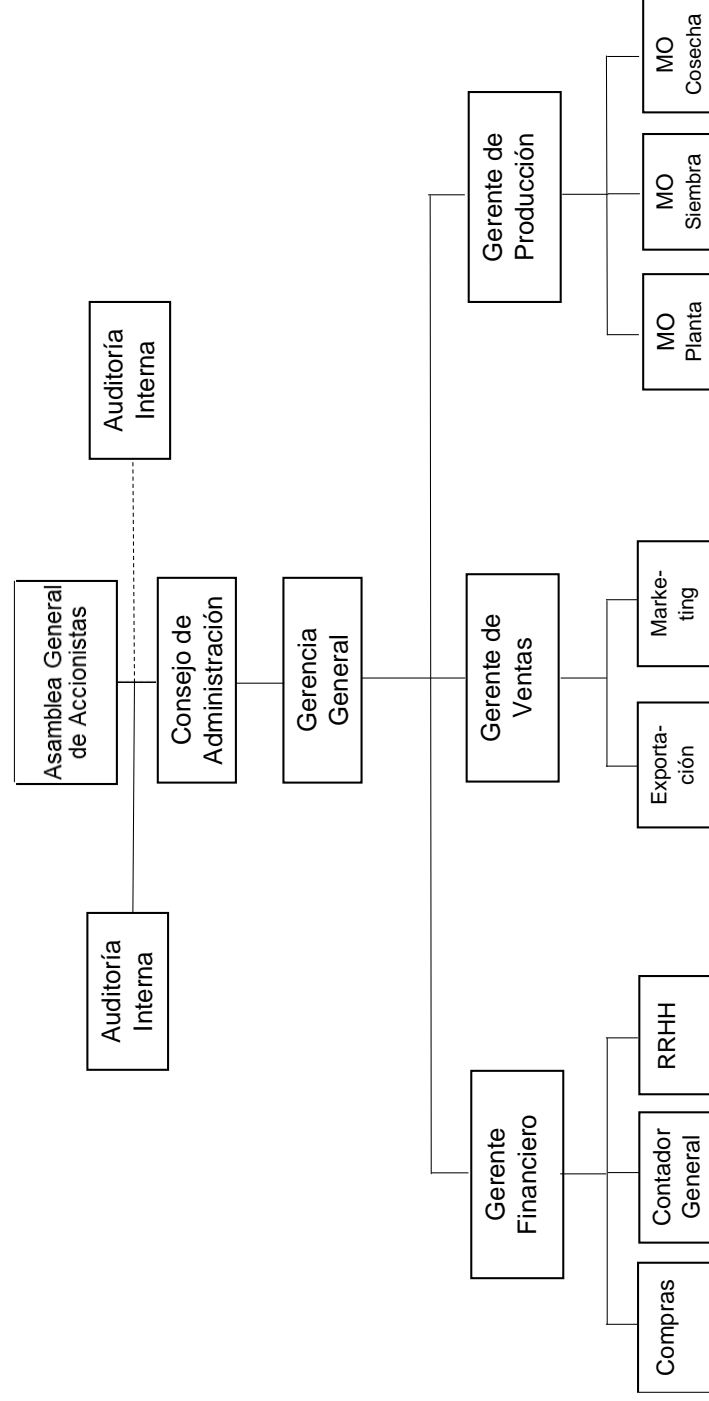 Asamblea General
de Accionistas
Auditoría
Interna
Auditoría
Interna
Consejo de
Administración
Gerencia
General
Gerente
Financiero
Gerente de
Ventas
Gerente de
Producción
Compras
Contador
General
RRHH
Exporta-
ción
Marke-
ting
MO
Planta
MO
Siembra
MO
Cosecha